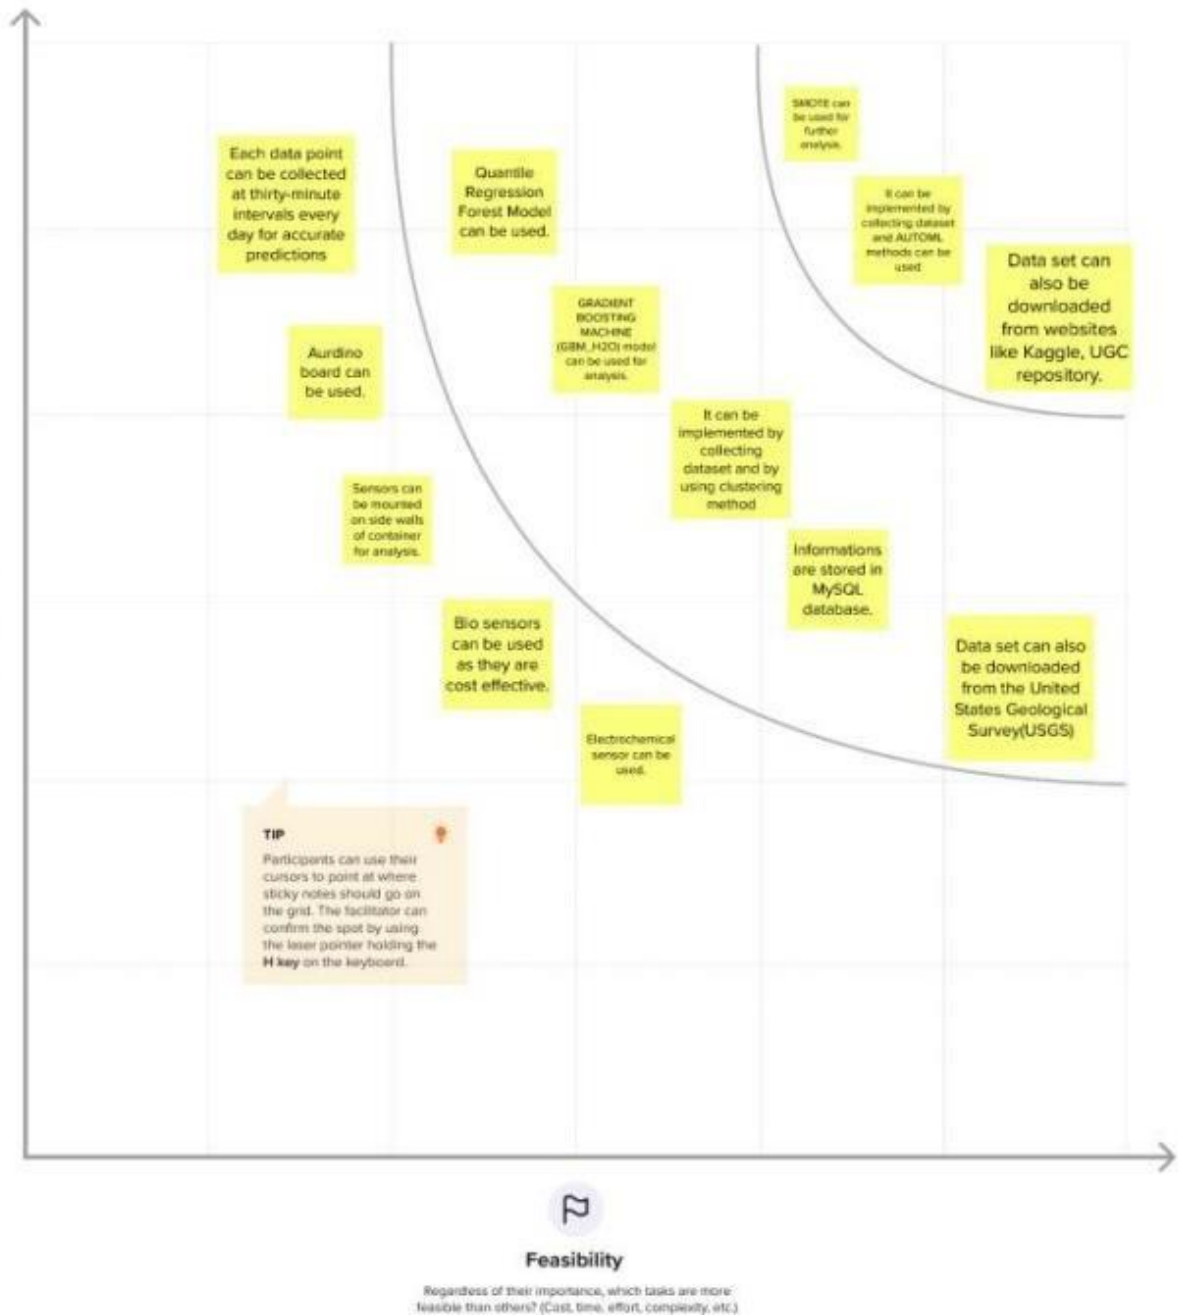 SMOTE can
be used for
further
analysis.
Each data point
can be collected
at thirty-minute
intervals every
day for accurate
predictions
Quantile
Regression
Forest Model
can be used.
It can be
implemented by
collecting dataset
and AUTOML
methods can be
used
Data set can
also be
downloaded
from websites
like Kaggle, UGC
repository.
GRADIENT
BOOSTING
MACHINE
(GBM_H2O) model
can be used for
analysis.
Aurdino
board can
be used.
It can be
implemented by
collecting
dataset and by
using clustering
method
Sensors can
be mounted
on side walls
of container
for analysis.
Informations
are stored in
MySQL
database.
Bio sensors
can be used
as they are
cost effective.
Data set can also
be downloaded
from the United
States Geological
Survey(USGS)
Electrochemical
sensor can be
used.
TIP
Participants can use their
cursors to point at where
sticky notes should go on
the grid. The facilitator can
confirm the spot by using
the laser pointer holding the
H key on the keyboard.
Feasibility
Regardless of their importance, which tasks are more
feasible than others? (Cost, time, effort, complexity, etc.)